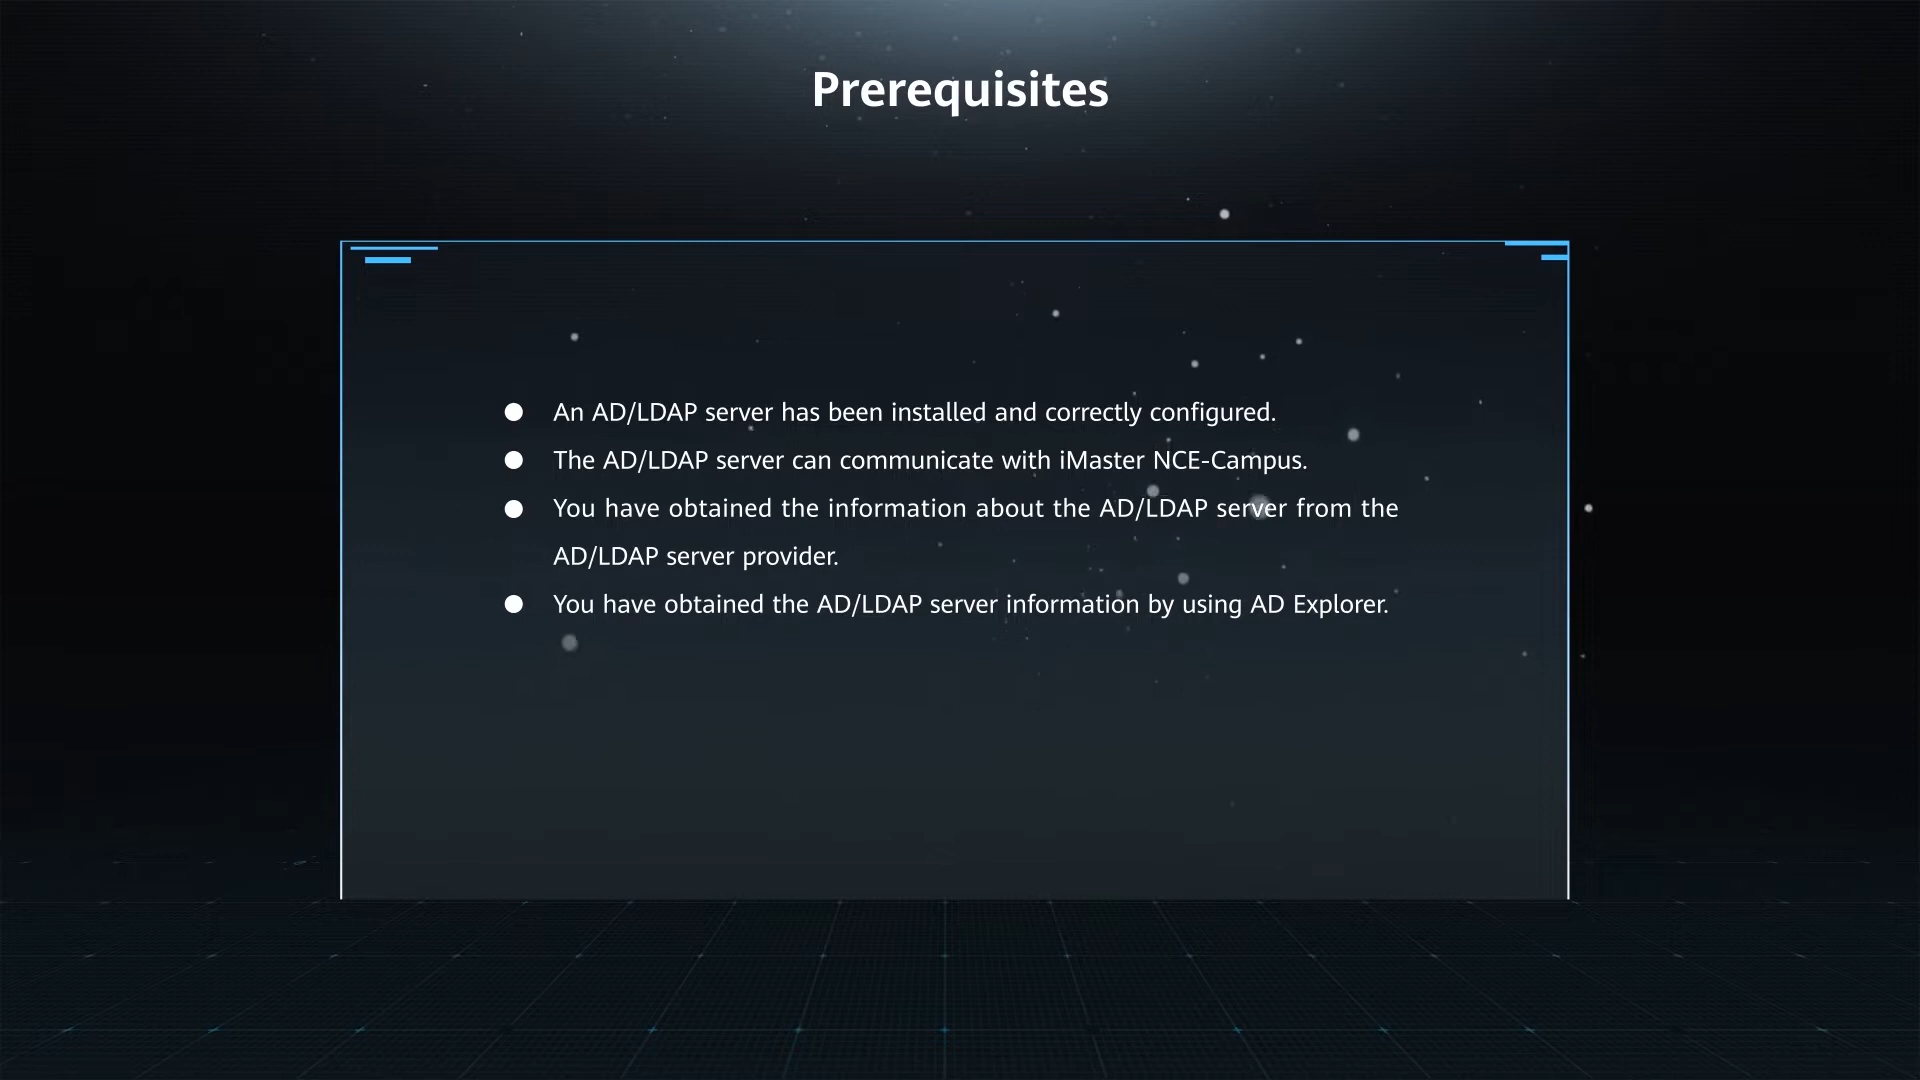 Prerequisites
● An AD/LDAP server has been installed and correctly configured.
● The AD/LDAP server can communicate with iMaster NCE-Campus.
● You have obtained the information about the AD/LDAP server from the
AD/LDAP server provider.
● You have obtained the AD/LDAP server information by using AD Explorer.